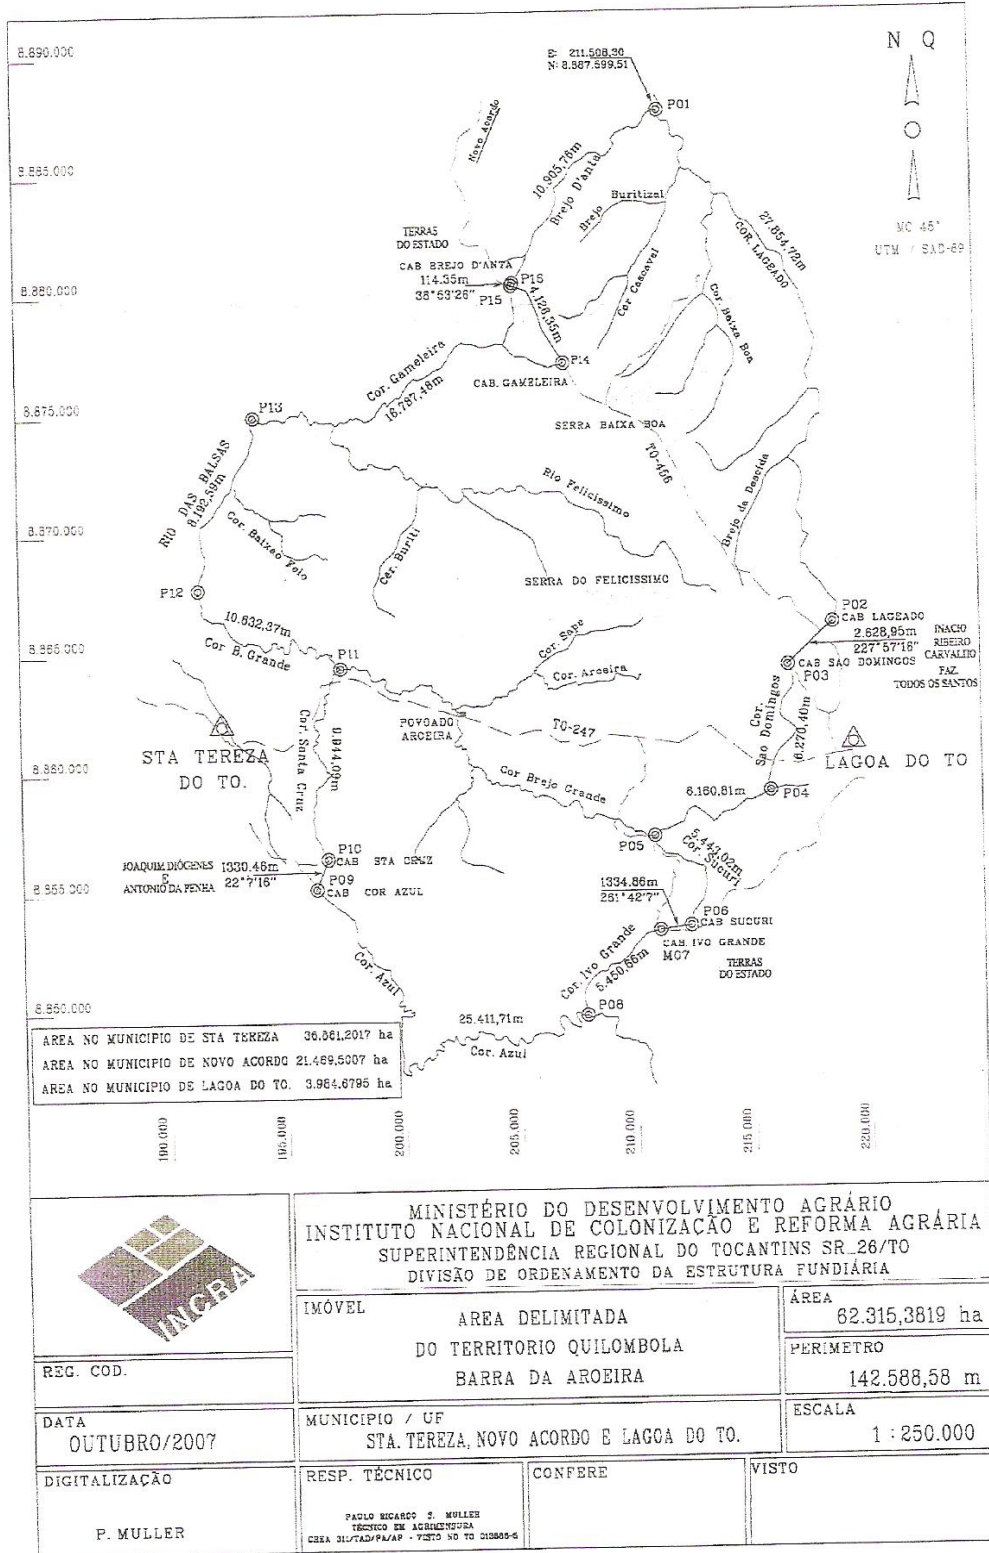 8.890.000
E: 211.508,30
N: 8.887.599,51
N Q
P01
Novo Acordo
10.905,76m
Brejo D'anta
8.885.000
Buritizal
Brejo
27.854,72m
COR. LAGEADO
MC 45°
UTM / SAD-69
TERRAS
DO ESTADO
CAB BREJO D'ANTA
114.35m
38°53'26"
P16
P15
8.880.000
4.126,35m
Cor Cascavel
Cor. Baixa Boa
Cor. Gameleira
16.787,48m
P14
CAB. GAMELEIRA
P13
8.875.000
SERRA BAIXA BOA
TO-456
RIO DAS BALSAS
8.192,59m
Rio Felicissimo
Brejo da Descida
Cor. Baixao Feio
Cor. Buriti
8.870.000
SERRA DO FELICISSIMO
P12
P02
CAB LAGEADO
2.628,95m
227°57'16"
INACIO
RIBEIRO
CARVALHO
FAZ.
TODOS OS SANTOS
10.632,37m
Cor B. Grande
Cor. Sape
8.865.000
P11
Cor. Aroeira
CAB SAO DOMINGOS
P03
Cor. Santa Cruz
9.944,09m
POVOADO
AROEIRA
TO-247
Cor.
Sao Domingos
6.270,40m
STA TEREZA
DO TO.
LAGOA DO TO
8.860.000
Cor Brejo Grande
6.160,81m
P04
P05
5.443,02m
Cor. Sucuri
P10
CAB STA CRUZ
JOAQUIM DIÓGENES
E
ANTONIO DA PENHA
1330.46m
22°7'16"
P09
CAB COR AZUL
8.855.000
1334.86m
261°42'7"
P06
CAB SUCURI
CAB. IVO GRANDE
M07
TERRAS
DO ESTADO
Cor. Ivo Grande
5.450,66m
Cor. Azul
P08
8.850.000
25.411,71m
Cor. Azul
AREA NO MUNICIPIO DE STA TEREZA 36.861,2017 ha
AREA NO MUNICIPIO DE NOVO ACORDO 21.469,5007 ha
AREA NO MUNICIPIO DE LAGOA DO TO. 3.984,6795 ha
190.000
195.000
200.000
205.000
210.000
215.000
220.000
INCRA
MINISTÉRIO DO DESENVOLVIMENTO AGRÁRIO
INSTITUTO NACIONAL DE COLONIZAÇÃO E REFORMA AGRÁRIA
SUPERINTENDÊNCIA REGIONAL DO TOCANTINS SR_26/TO
DIVISÃO DE ORDENAMENTO DA ESTRUTURA FUNDIÁRIA
IMÓVEL
AREA DELIMITADA
DO TERRITORIO QUILOMBOLA
BARRA DA AROEIRA
ÁREA
62.315,3819 ha
PERÍMETRO
142.588,58 m
REG. COD.
DATA
OUTUBRO/2007
MUNICIPIO / UF
STA. TEREZA, NOVO ACORDO E LAGOA DO TO.
ESCALA
1 : 250.000
DIGITALIZAÇÃO
P. MULLER
RESP. TÉCNICO
PAULO RICARDO S. MULLER
TÉCNICO EM AGRIMENSURA
CONFERE
VISTO